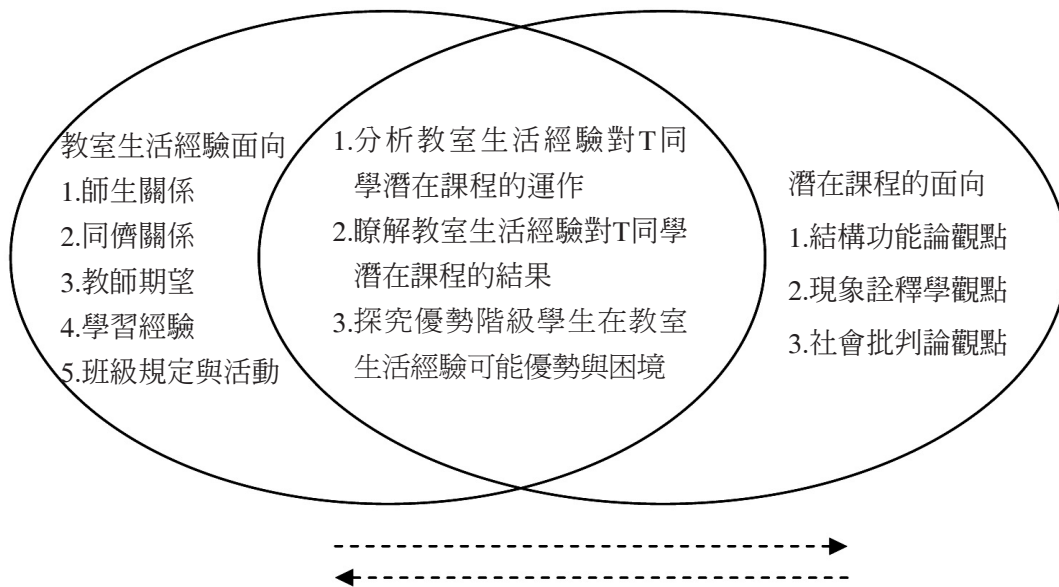 教室生活經驗面向
1.師生關係
2.同儕關係
3.教師期望
4.學習經驗
5.班級規定與活動
1.分析教室生活經驗對T同
學潛在課程的運作
2.瞭解教室生活經驗對T同學
潛在課程的結果
3.探究優勢階級學生在教室
生活經驗可能優勢與困境
潛在課程的面向
1.結構功能論觀點
2.現象詮釋學觀點
3.社會批判論觀點